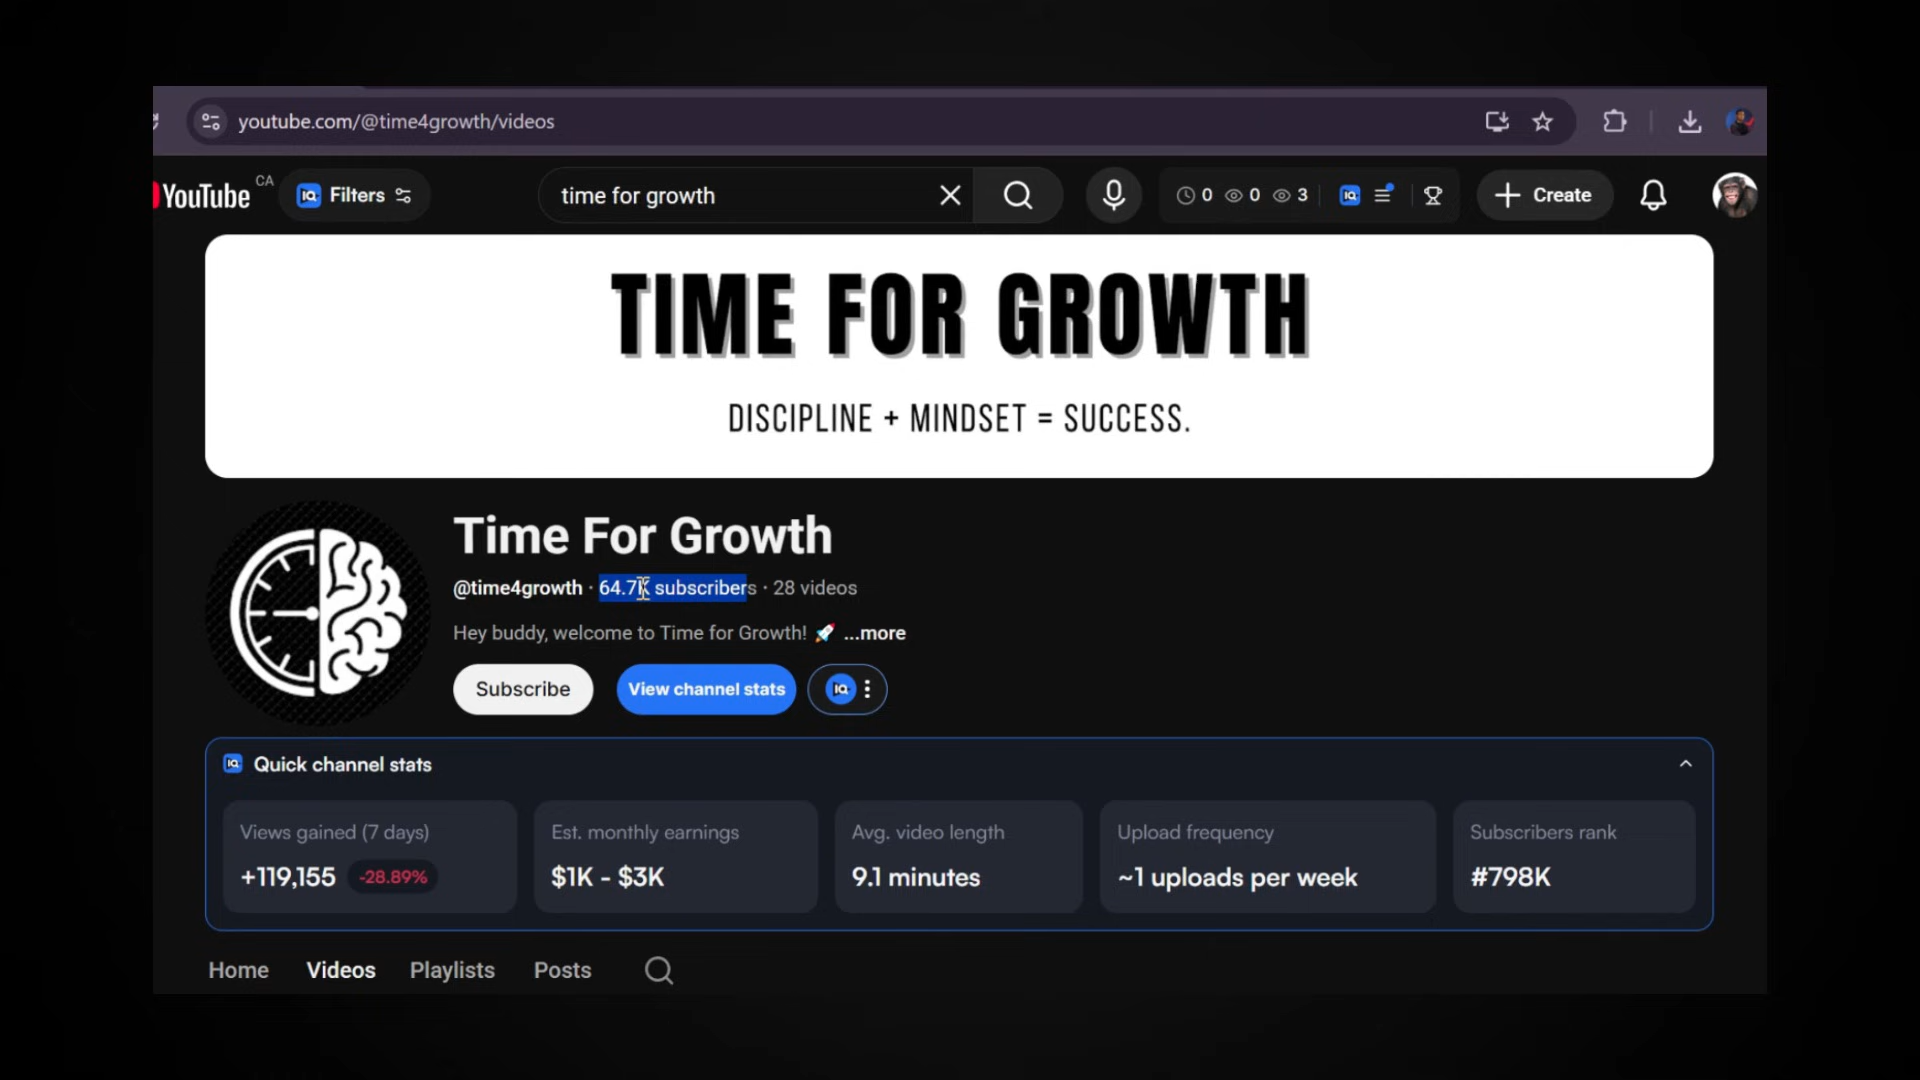 youtube.com/@time4growth/videos
YouTube CA
Filters
time for growth
0 0 3
IQ
Create
TIME FOR GROWTH
DISCIPLINE + MINDSET = SUCCESS.
Time For Growth
@time4growth · 64.7K subscribers · 28 videos
Hey buddy, welcome to Time for Growth! 🚀 ...more
Subscribe
View channel stats
IQ
IQ Quick channel stats
Views gained (7 days)
+119,155 -28.89%
Est. monthly earnings
$1K - $3K
Avg. video length
9.1 minutes
Upload frequency
~1 uploads per week
Subscribers rank
#798K
Home Videos Playlists Posts